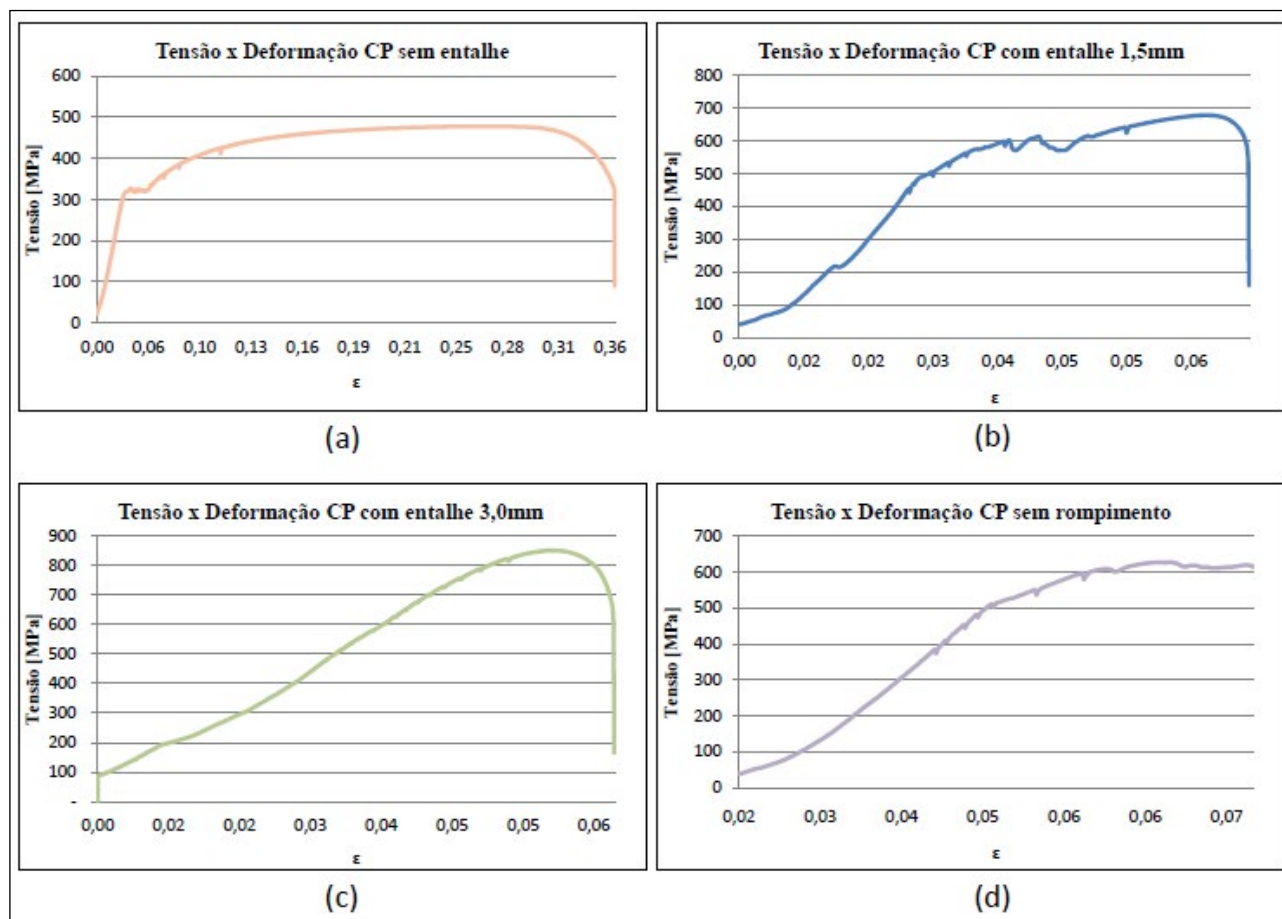 Tensão x Deformação CP sem entalhe
600
500
400
300
200
100
0
Tensão [MPa]
0,00 0,06 0,10 0,13 0,16 0,19 0,21 0,25 0,28 0,31 0,36
ε
(a)
Tensão x Deformação CP com entalhe 1,5mm
800
700
600
500
400
300
200
100
0
Tensão [MPa]
0,00 0,02 0,02 0,03 0,04 0,05 0,05 0,06
ε
(b)
Tensão x Deformação CP com entalhe 3,0mm
900
800
700
600
500
400
300
200
100
-
Tensão [MPa]
0,00 0,02 0,02 0,03 0,04 0,05 0,05 0,06
ε
(c)
Tensão x Deformação CP sem rompimento
700
600
500
400
300
200
100
0
Tensão [MPa]
0,02 0,03 0,04 0,05 0,06 0,06 0,07
ε
(d)